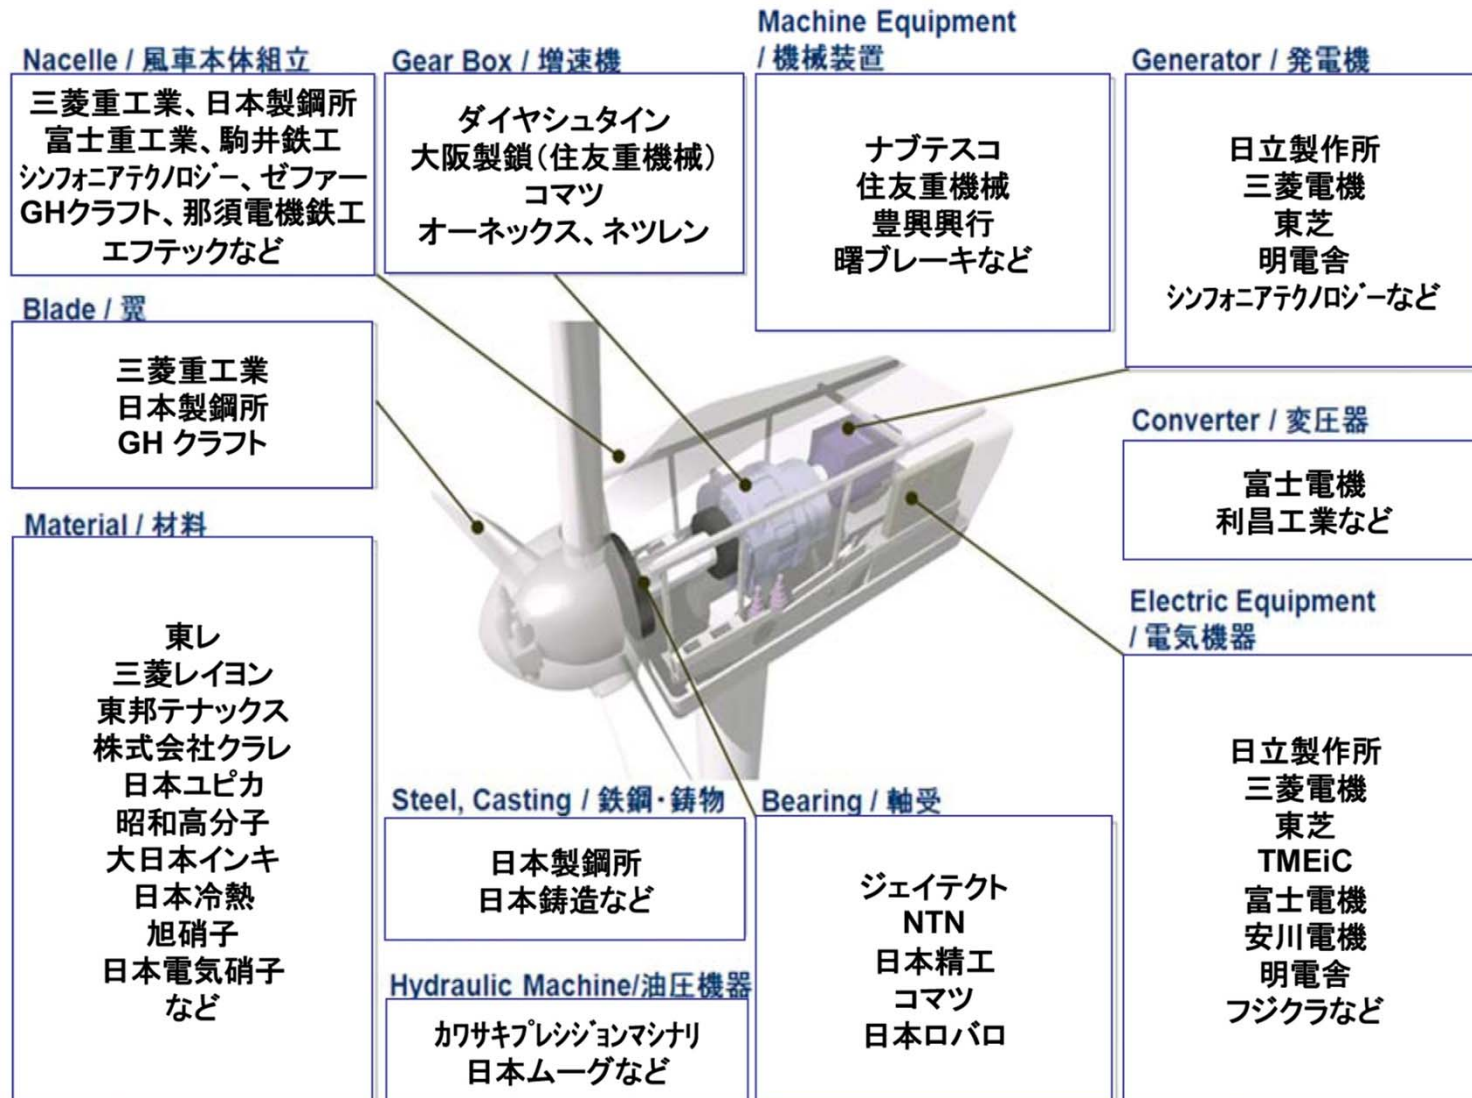 Nacelle / 風車本体組立
三菱重工業、日本製鋼所
富士重工業、駒井鉄工
シンフォニアテクノロジー、ゼファー
GHクラフト、那須電機鉄工
エフテックなど
Gear Box / 増速機
ダイヤシュタイン
大阪製鎖(住友重機械)
コマツ
オーネックス、ネツレン
Machine Equipment
/ 機械装置
ナブテスコ
住友重機械
豊興興行
曙ブレーキなど
Generator / 発電機
日立製作所
三菱電機
東芝
明電舎
シンフォニアテクノロジーなど
Blade / 翼
三菱重工業
日本製鋼所
GH クラフト
Converter / 変圧器
富士電機
利昌工業など
Material / 材料
東レ
三菱レイヨン
東邦テナックス
株式会社クラレ
日本ユピカ
昭和高分子
大日本インキ
日本冷熱
旭硝子
日本電気硝子
など
Electric Equipment
/ 電気機器
日立製作所
三菱電機
東芝
TMEiC
富士電機
安川電機
明電舎
フジクラなど
Steel, Casting / 鉄鋼・鋳物
日本製鋼所
日本鋳造など
Bearing / 軸受
ジェイテクト
NTN
日本精工
コマツ
日本ロバロ
Hydraulic Machine/油圧機器
カワサキプレシジョンマシナリ
日本ムーグなど